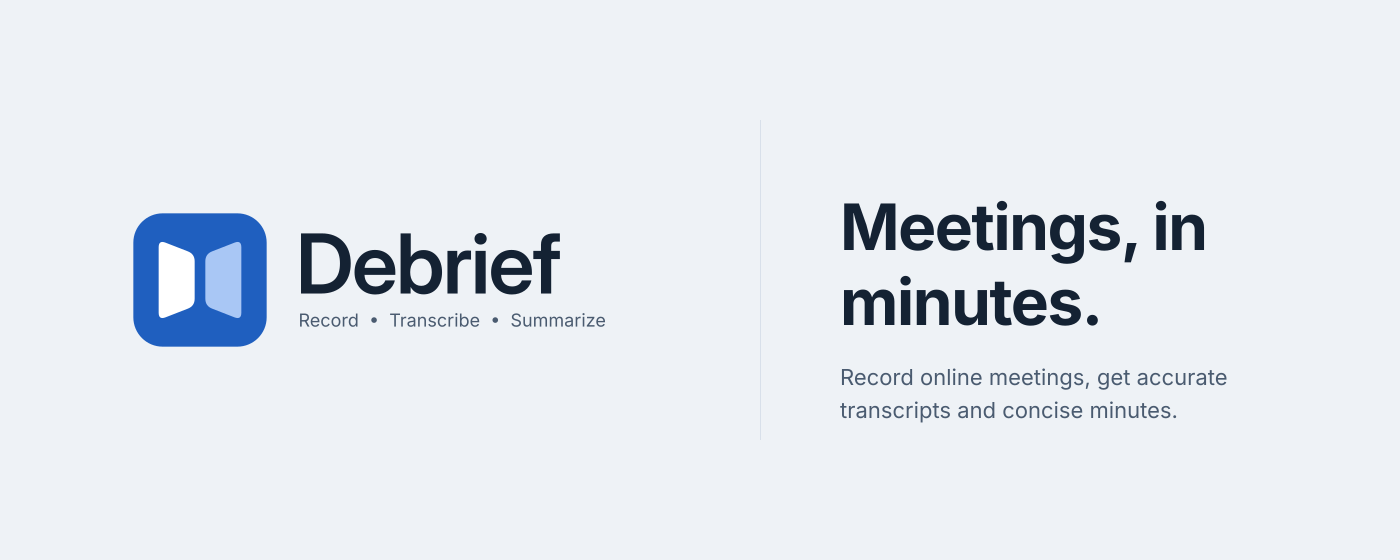 Debrief
Record • Transcribe • Summarize
Meetings, in
minutes.
Record online meetings, get accurate
transcripts and concise minutes.